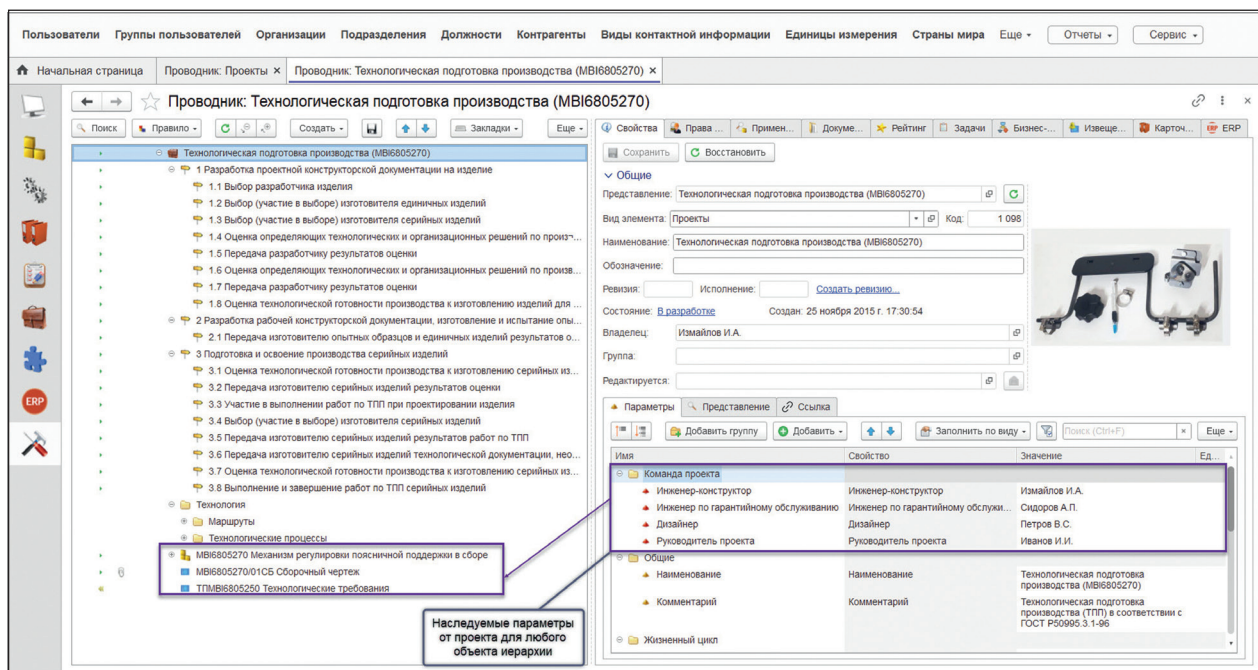 Пользователи Группы пользователей Организации Подразделения Должности Контрагенты Виды контактной информации Единицы измерения Страны мира Еще Отчеты Сервис
Начальная страница Проводник: Проекты × Проводник: Технологическая подготовка производства (MBI6805270) ×
Проводник: Технологическая подготовка производства (MBI6805270)
Поиск Правило Создать Закладки Еще
Технологическая подготовка производства (MBI6805270)
1 Разработка проектной конструкторской документации на изделие
1.1 Выбор разработчика изделия
1.2 Выбор (участие в выборе) изготовителя единичных изделий
1.3 Выбор (участие в выборе) изготовителя серийных изделий
1.4 Оценка определяющих технологических и организационных решений по произ¬...
1.5 Передача разработчику результатов оценки
1.6 Оценка определяющих технологических и организационных решений по произв...
1.7 Передача разработчику результатов оценки
1.8 Оценка технологической готовности производства к изготовлению изделий для ...
2 Разработка рабочей конструкторской документации, изготовление и испытание опы...
2.1 Передача изготовителю опытных образцов и единичных изделий результатов о...
3 Подготовка и освоение производства серийных изделий
3.1 Оценка технологической готовности производства к изготовлению серийных из...
3.2 Передача изготовителю серийных изделий результатов оценки
3.3 Участие в выполнении работ по ТПП при проектировании изделия
3.4 Выбор (участие в выборе) изготовителя серийных изделий
3.5 Передача изготовителю серийных изделий результатов работ по ТПП
3.6 Передача изготовителю серийных изделий технологической документации, нео...
3.7 Оценка технологической готовности производства к изготовлению серийных из...
3.8 Выполнение и завершение работ по ТПП серийных изделий
Технология
Маршруты
Технологические процессы
MBI6805270 Механизм регулировки поясничной поддержки в сборе
MBI6805270/01СБ Сборочный чертеж
ТПMBI6805250 Технологические требования
ERP
Наследуемые параметры
от проекта для любого
объекта иерархии
Свойства Права ... Примен... Докуме... Рейтинг Задачи Бизнес-... Извеще... Карточ... ERP ERP
Сохранить Восстановить
Общие
Представление: Технологическая подготовка производства (MBI6805270)
Вид элемента: Проекты Код: 1 098
Наименование: Технологическая подготовка производства (MBI6805270)
Обозначение:
Ревизия: Исполнение: Создать ревизию...
Состояние: В разработке Создан: 25 ноября 2015 г. 17:30:54
Владелец: Измайлов И.А.
Группа:
Редактируется:
Параметры Представление Ссылка
Добавить группу Добавить Заполнить по виду Поиск (Ctrl+F) × Еще
Имя Свойство Значение Ед...
Команда проекта
Инженер-конструктор Инженер-конструктор Измайлов И.А.
Инженер по гарантийному обслуживанию Инженер по гарантийному обслужи... Сидоров А.П.
Дизайнер Дизайнер Петров В.С.
Руководитель проекта Руководитель проекта Иванов И.И.
Общие
Наименование Наименование Технологическая подготовка
производства (MBI6805270)
Комментарий Комментарий Технологическая подготовка
производства (ТПП) в соответствии с
ГОСТ Р50995.3.1-96
Жизненный цикл